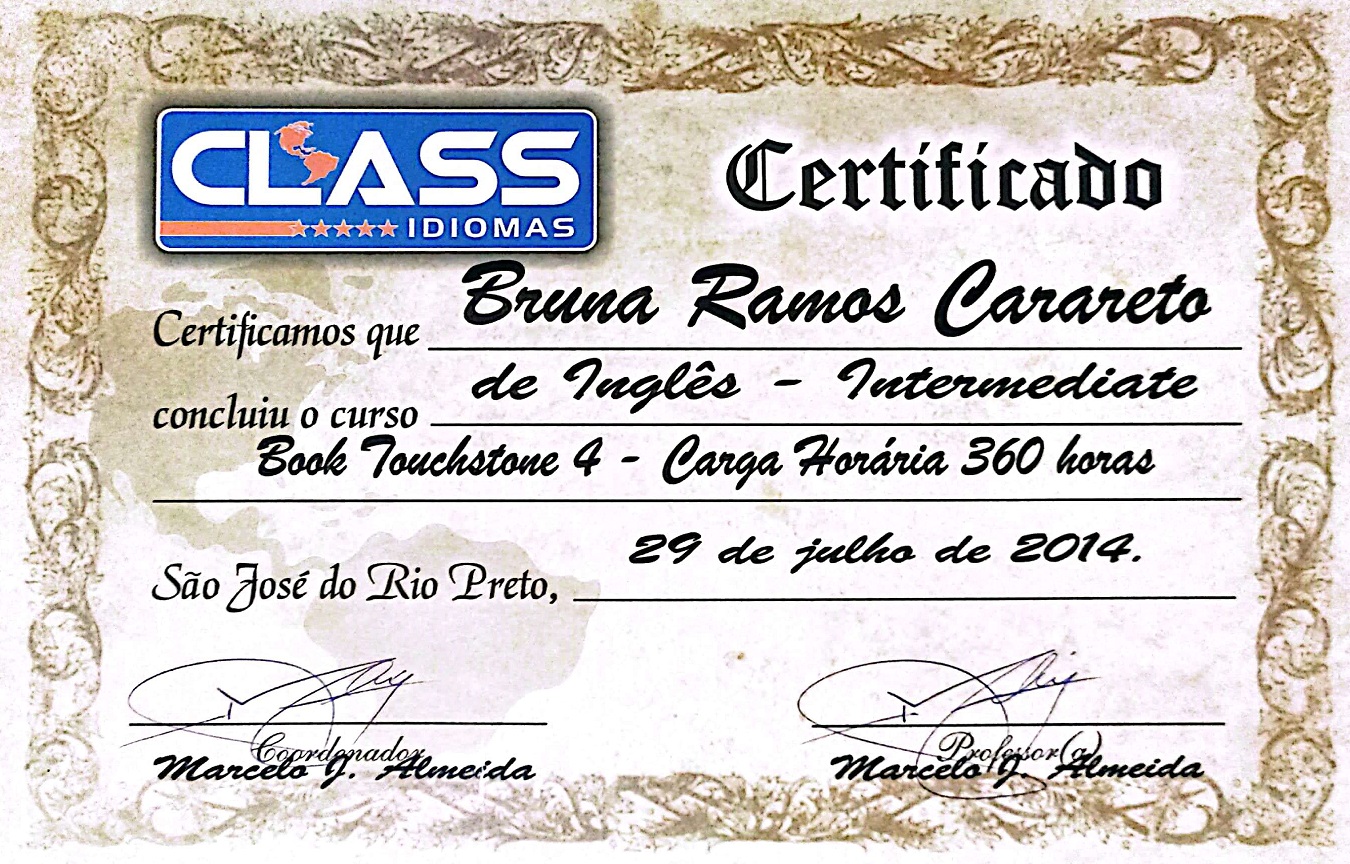 CLASS
IDIOMAS
Certificado
Certificamos que Bruna Ramos Carareto
concluiu o curso de Inglês - Intermediate
Book Touchstone 4 - Carga Horária 360 horas
São José do Rio Preto, 29 de julho de 2014.
Coordenador
Marcelo J. Almeida
Professor(a)
Marcelo J. Almeida